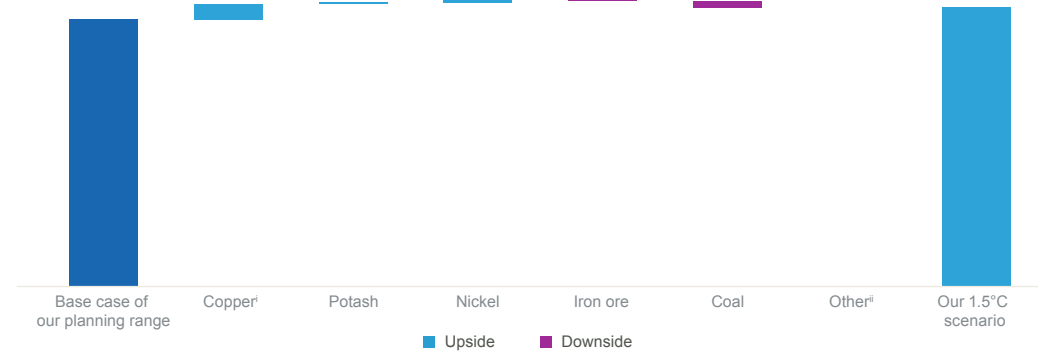 Base case of
our planning range
Copperⁱ
Potash
Nickel
Iron ore
Coal
Otherⁱⁱ
Our 1.5°C
scenario
Upside
Downside